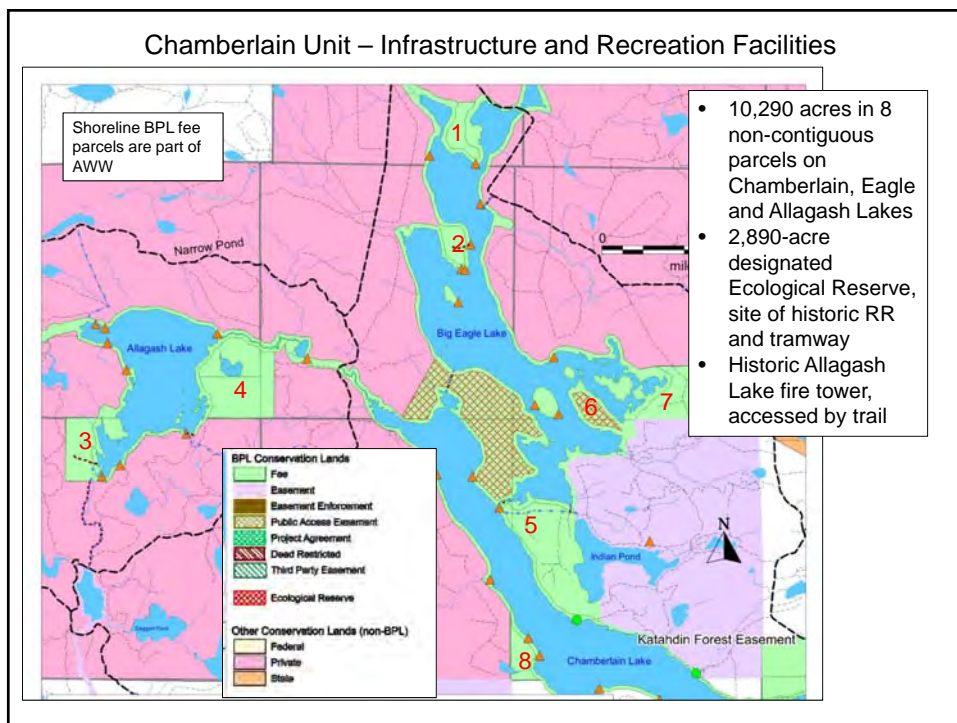 Chamberlain Unit – Infrastructure and Recreation Facilities
Shoreline BPL fee
parcels are part of
AWW
• 10,290 acres in 8
non-contiguous
parcels on
Chamberlain, Eagle
and Allagash Lakes
• 2,890-acre
designated
Ecological Reserve,
site of historic RR
and tramway
• Historic Allagash
Lake fire tower,
accessed by trail
1
2
Narrow Pond
0
mile
Big Eagle Lake
Allagash Lake
4
3
6
7
5
N
Indian Pond
Katahdin Forest Easement
8
Chamberlain Lake
BPL Conservation Lands
Fee
Easement
Easement Enforcement
Public Access Easement
Project Agreement
Deed Restricted
Third Party Easement
Ecological Reserve
Other Conservation Lands (non-BPL)
Federal
Private
State